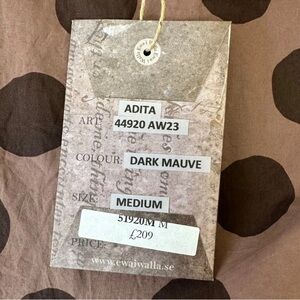 ADITA
ART: 44920 AW23
COLOUR: DARK MAUVE
SIZE: MEDIUM
51920M M
PRICE: £209
www.ewaiwalla.se